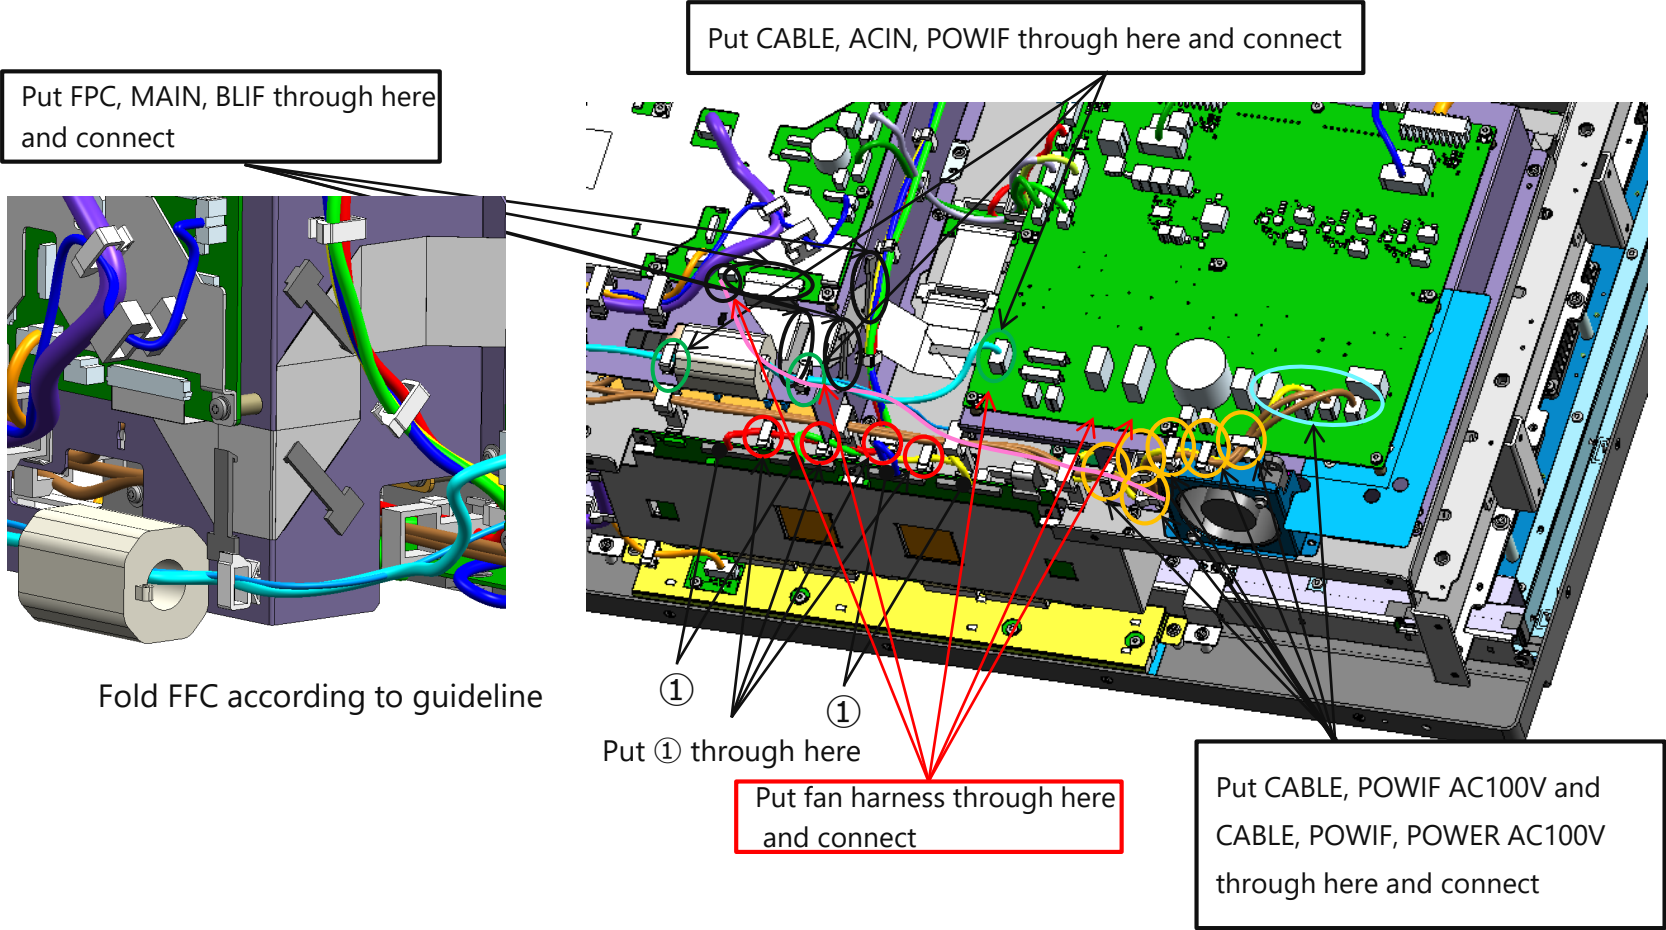 Put CABLE, ACIN, POWIF through here and connect
Put FPC, MAIN, BLIF through here
and connect
Fold FFC according to guideline
①
①
Put ① through here
Put fan harness through here
and connect
Put CABLE, POWIF AC100V and
CABLE, POWIF, POWER AC100V
through here and connect